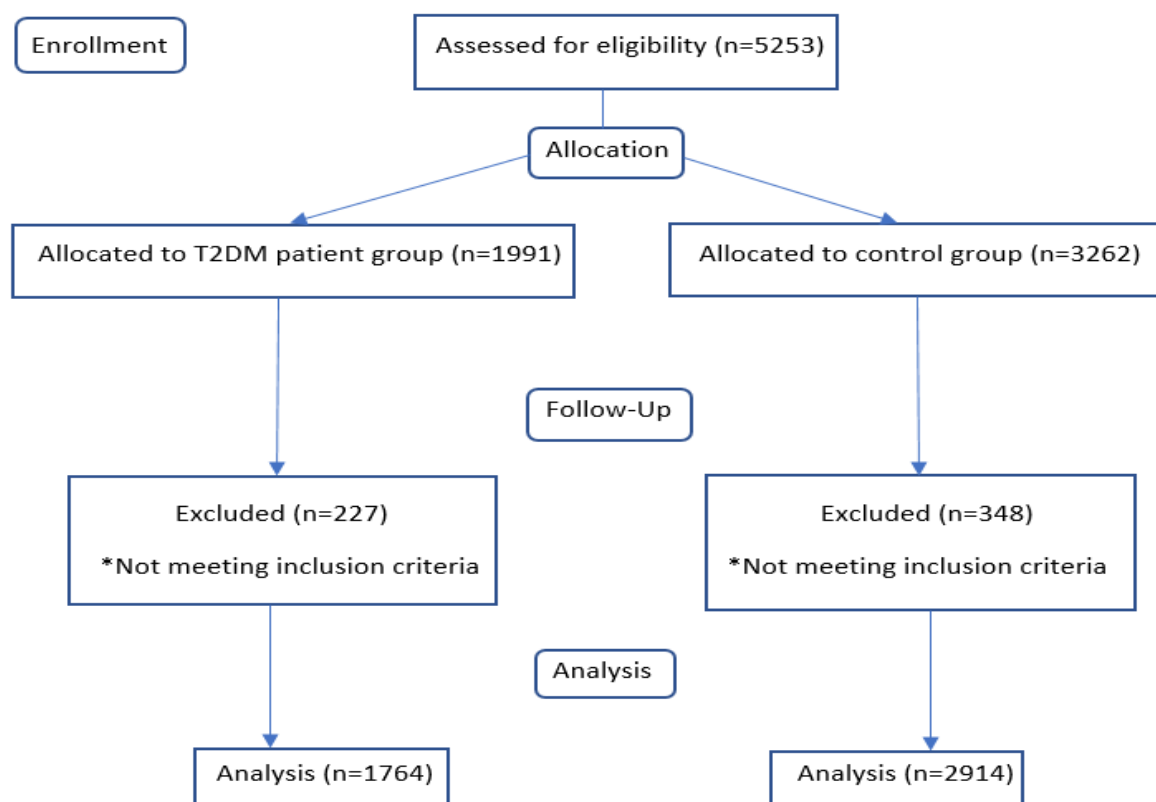 Enrollment
Assessed for eligibility (n=5253)
Allocation
Allocated to T2DM patient group (n=1991)
Allocated to control group (n=3262)
Follow-Up
Excluded (n=227)
*Not meeting inclusion criteria
Excluded (n=348)
*Not meeting inclusion criteria
Analysis
Analysis (n=1764)
Analysis (n=2914)